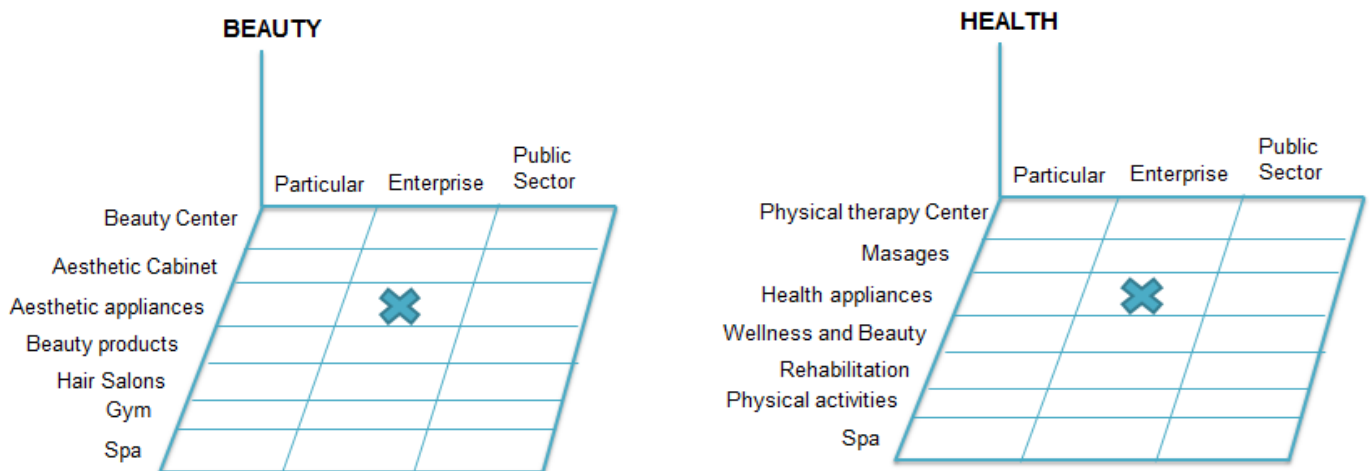 BEAUTY
Public
Sector
Particular
Enterprise
Beauty Center
Aesthetic Cabinet
Aesthetic appliances
Beauty products
Hair Salons
Gym
Spa
HEALTH
Public
Sector
Particular
Enterprise
Physical therapy Center
Masages
Health appliances
Wellness and Beauty
Rehabilitation
Physical activities
Spa